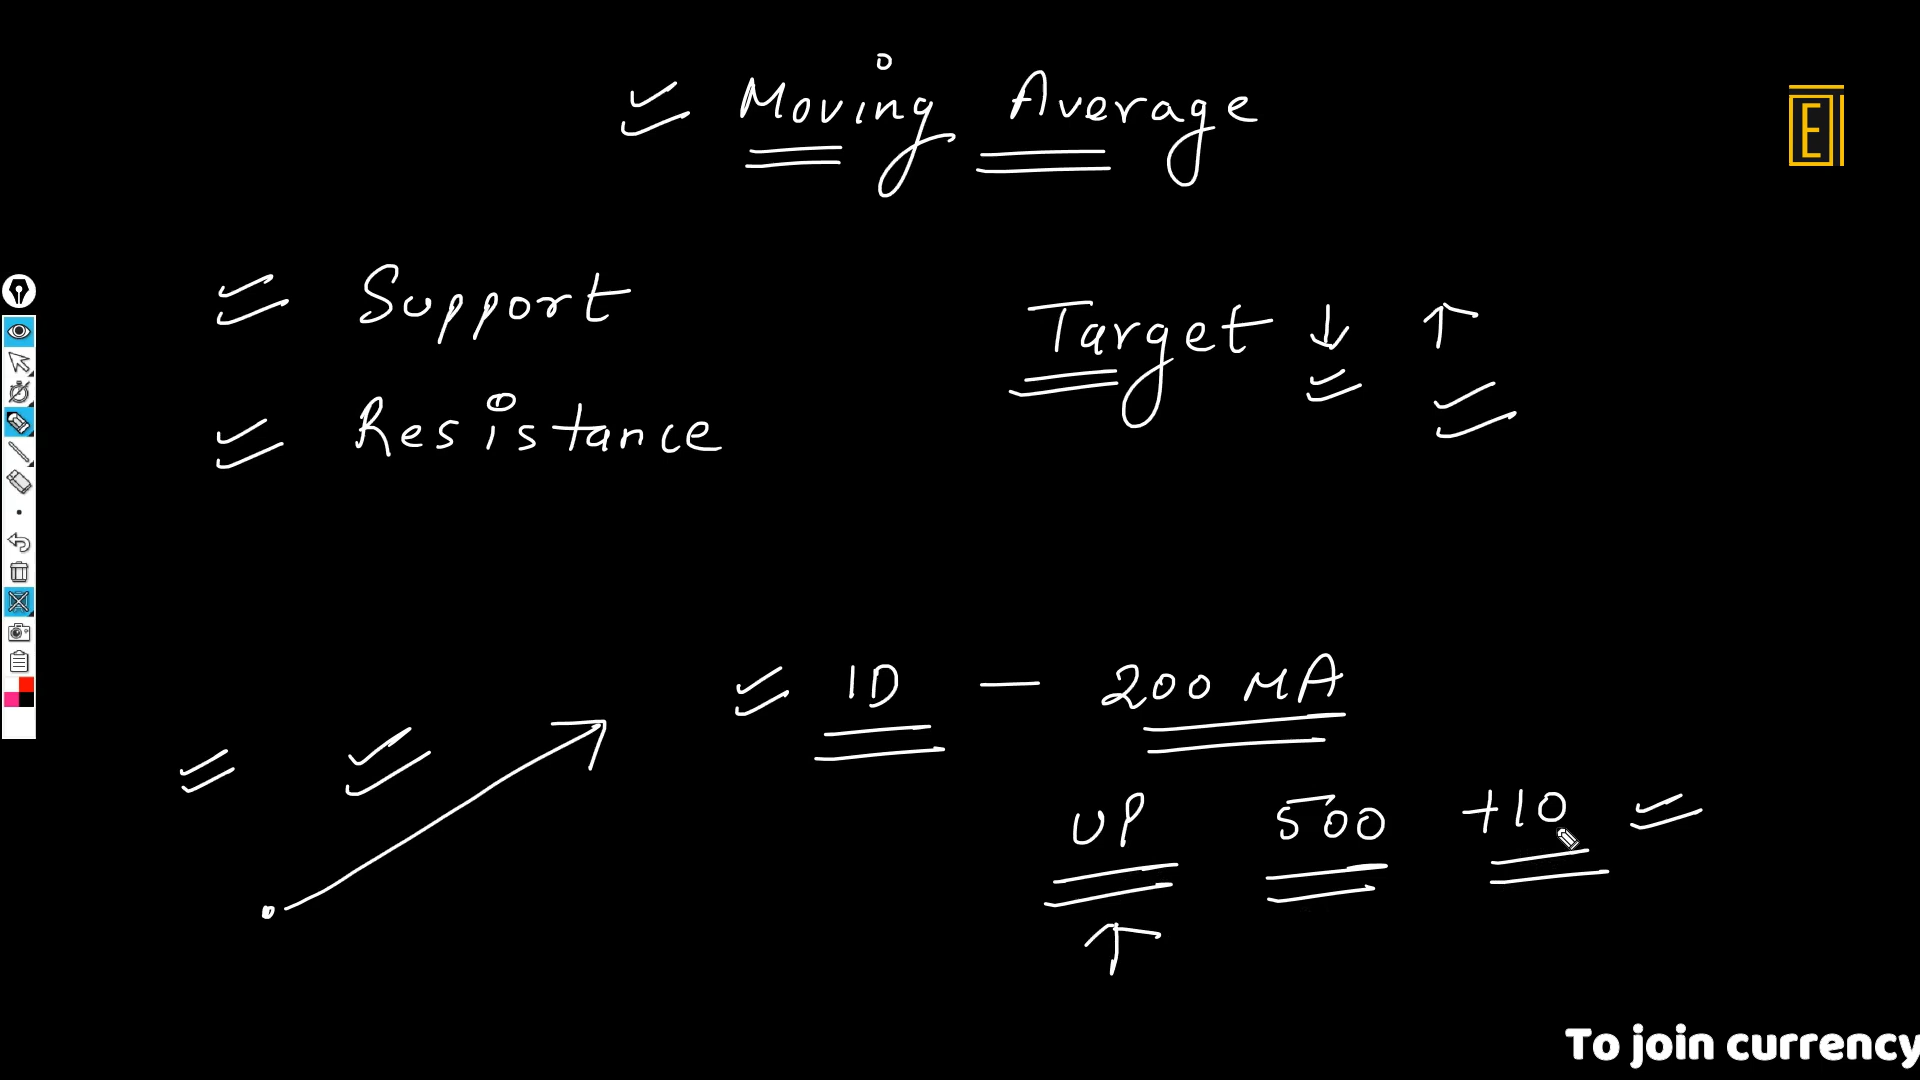 Moving Average
E
Support
Target ↓ ↑
Resistance
1D - 200 MA
UP 500 +10
↑
To join currency